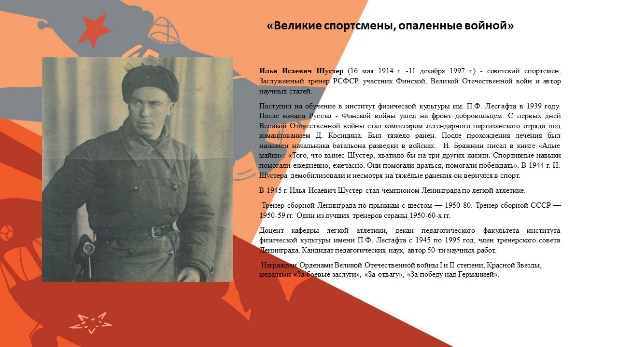 «Великие спортсмены, опаленные войной»
Илья Исаевич Шустер (16 мая 1914 г -11 декабря 1997 г.) - советский спортсмен,
Заслуженный тренер РСФСР, участник Финской, Великой Отечественной войн и автор
научных статей.
Поступил на обучение в институт физической культуры им. П.Ф. Лесгафта в 1939 году.
После начала Русско - Финской войны ушел на фронт добровольцем. С первых дней
Великой Отечественной войны стал комиссаром легендарного партизанского отряда под
командованием Д. Косицина. Был тяжело ранен. После прохождения лечения был
назначен начальника батальона разведки в войсках. И. Бражнин писал в книге «Алые
майки»: «Того, что вынес Шустер, хватило бы на три других жизни. Спортивные навыки
помогали ежедневно, ежечасно. Они помогали драться, помогали побеждать». В 1944 г. И.
Шустера демобилизовали и несмотря на тяжёлые ранения он вернулся в спорт.
В 1945 г. Илья Исаевич Шустер стал чемпионом Ленинграда по легкой атлетике.
Тренер сборной Ленинграда по прыжкам с шестом — 1950 80. Тренер сборной СССР —
1950-59 гг. Один из лучших тренеров страны 1950-60-х гг.
Доцент кафедры легкой атлетики, декан педагогического факультета института
физической культуры имени П.Ф. Лесгафта с 1945 по 1995 год, член тренерского совета
Ленинграда. Кандидат педагогических наук, автор 50-ти научных работ.
Награжден Орденами Великой Отечественной войны I и II степени, Красной Звезды,
медалями «За боевые заслуги», «За отвагу», «За победу над Германией».